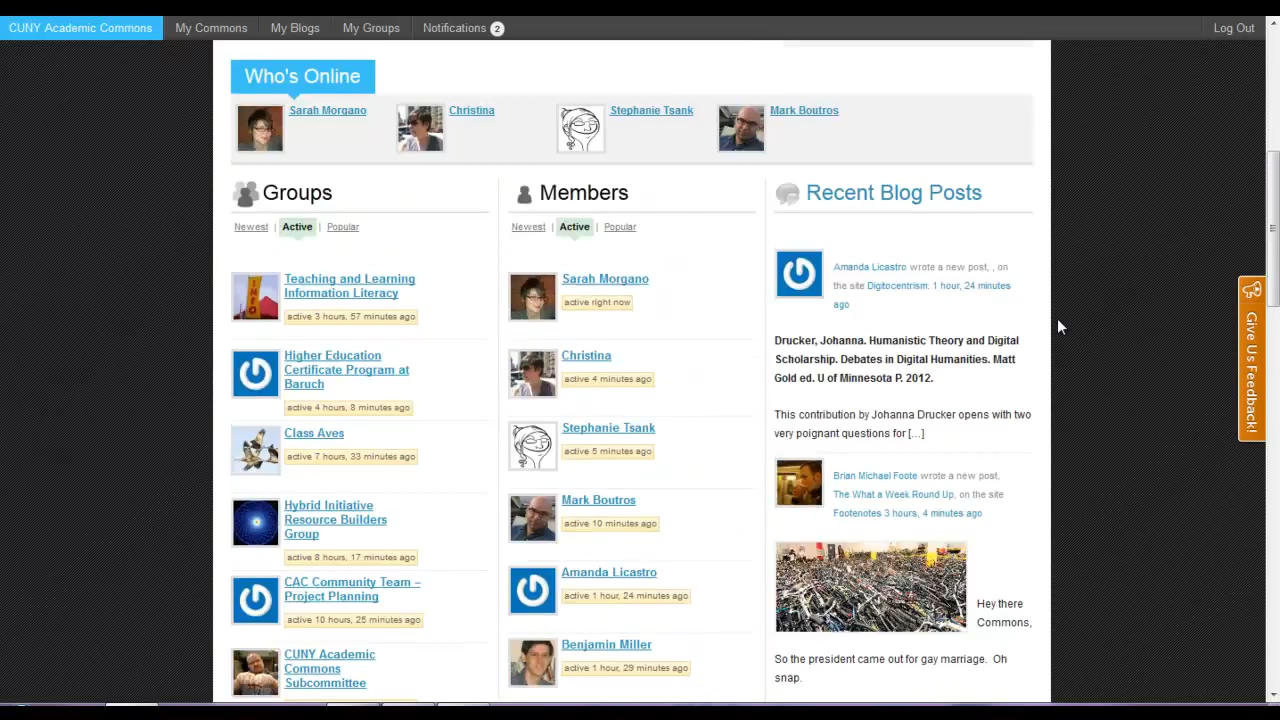 CUNY Academic Commons My Commons My Blogs My Groups Notifications 2 Log Out
Who's Online
Sarah Morgano Christina Stephanie Tsank Mark Boutros
Groups
Newest | Active | Popular
Teaching and Learning
Information Literacy
active 3 hours, 57 minutes ago
Higher Education
Certificate Program at
Baruch
active 4 hours, 8 minutes ago
Class Aves
active 7 hours, 33 minutes ago
Hybrid Initiative
Resource Builders
Group
active 8 hours, 17 minutes ago
CAC Community Team –
Project Planning
active 10 hours, 25 minutes ago
CUNY Academic
Commons
Subcommittee
Members
Newest | Active | Popular
Sarah Morgano
active right now
Christina
active 4 minutes ago
Stephanie Tsank
active 5 minutes ago
Mark Boutros
active 10 minutes ago
Amanda Licastro
active 1 hour, 24 minutes ago
Benjamin Miller
active 1 hour, 29 minutes ago
Recent Blog Posts
Amanda Licastro wrote a new post, , on
the site Digitocentrism: 1 hour, 24 minutes
ago
Drucker, Johanna. Humanistic Theory and Digital
Scholarship. Debates in Digital Humanities. Matt
Gold ed. U of Minnesota P. 2012.
This contribution by Johanna Drucker opens with two
very poignant questions for [...]
Brian Michael Foote wrote a new post,
The What a Week Round Up, on the site
Footenotes 3 hours, 4 minutes ago
Hey there
Commons,
So the president came out for gay marriage. Oh
snap.
Give Us Feedback!
INFO